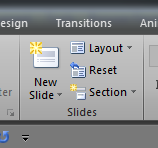 esign Transitions Ani
New Slide
Layout
Reset
Section
Slides